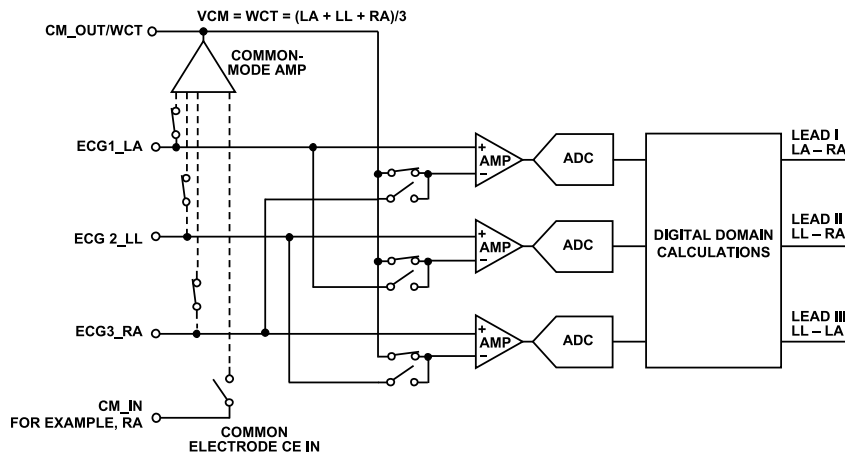 VCM = WCT = (LA + LL + RA)/3
CM_OUT/WCT
COMMON-
MODE AMP
ECG1_LA
+
AMP
–
ADC
LEAD I
LA – RA
ECG 2_LL
+
AMP
–
ADC
DIGITAL DOMAIN
CALCULATIONS
LEAD II
LL – RA
ECG3_RA
+
AMP
–
ADC
LEAD III
LL – LA
CM_IN
FOR EXAMPLE, RA
COMMON
ELECTRODE CE IN